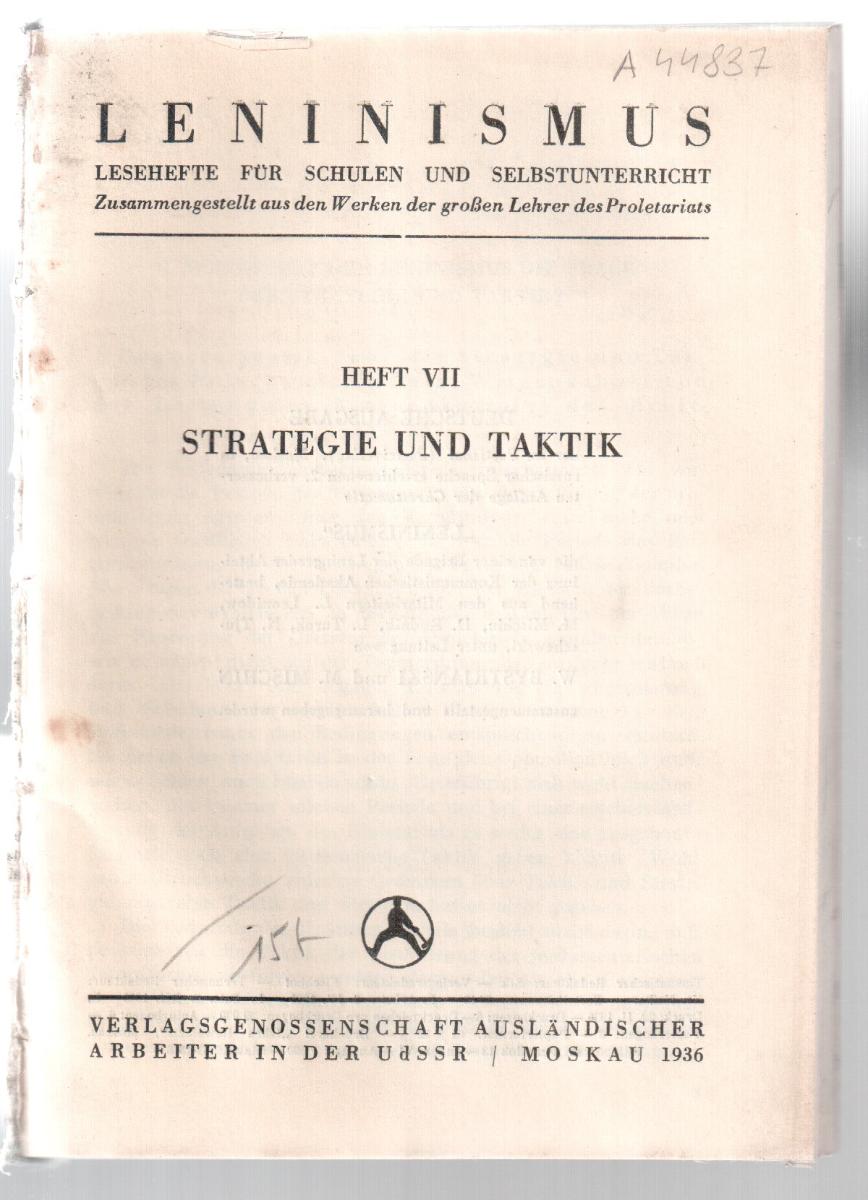 A 44837
LENINISMUS
LESEHEFTE FÜR SCHULEN UND SELBSTUNTERRICHT
Zusammengestellt aus den Werken der großen Lehrer des Proletariats
HEFT VII
STRATEGIE UND TAKTIK
VERLAGSGENOSSENSCHAFT AUSLÄNDISCHER
ARBEITER IN DER UdSSR / MOSKAU 1936